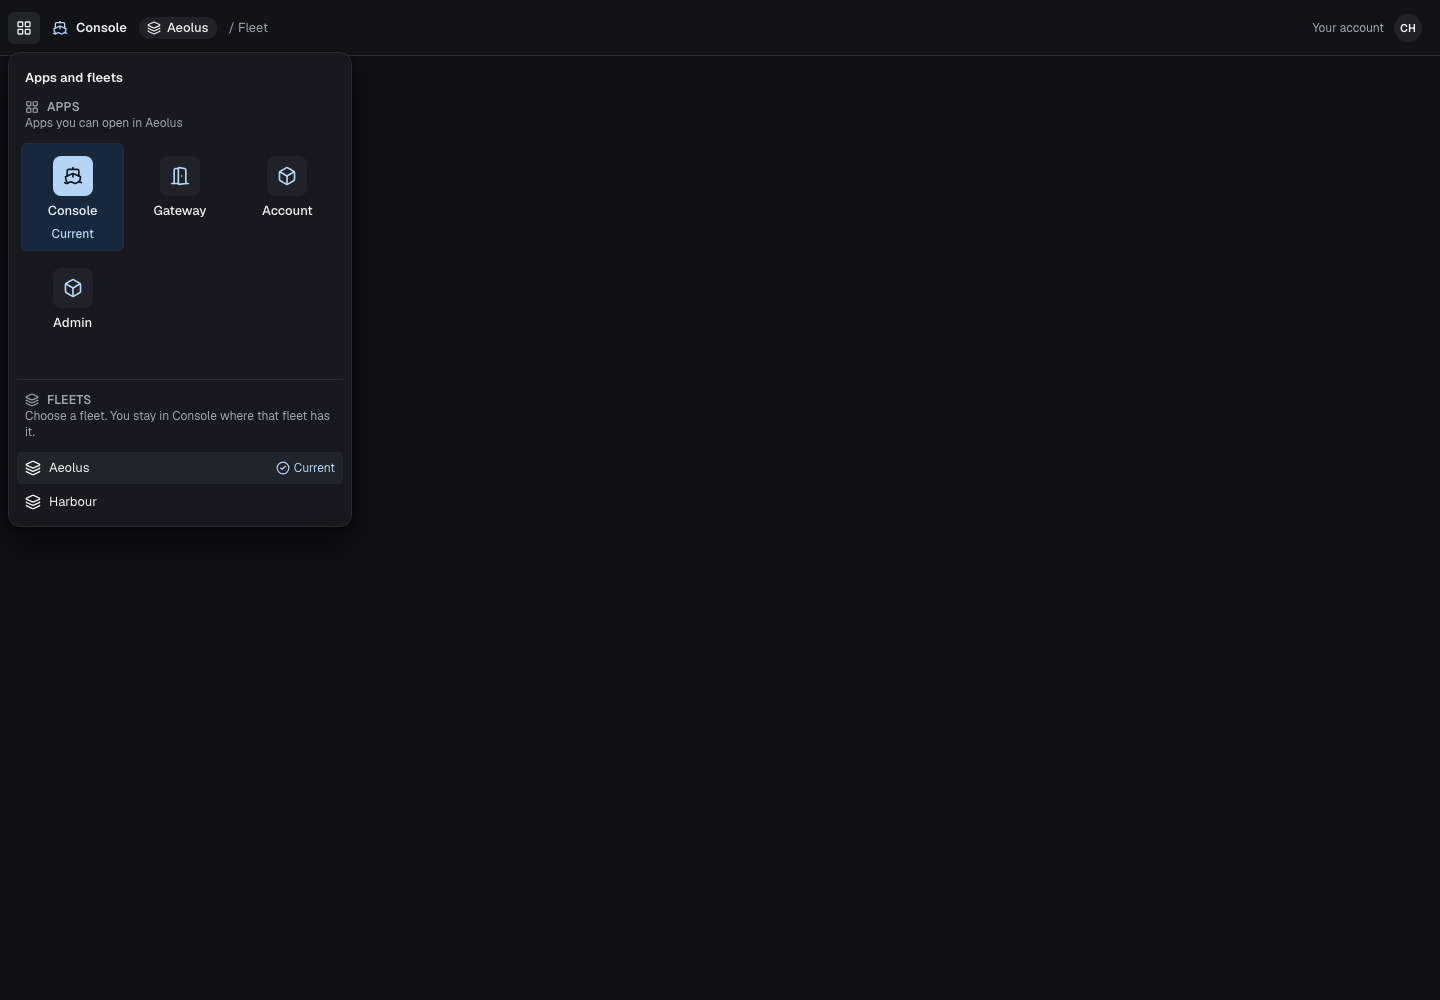 Console
Aeolus
/ Fleet
Your account
CH
Apps and fleets
APPS
Apps you can open in Aeolus
Console
Current
Gateway
Account
Admin
FLEETS
Choose a fleet. You stay in Console where that fleet has
it.
Aeolus
Current
Harbour